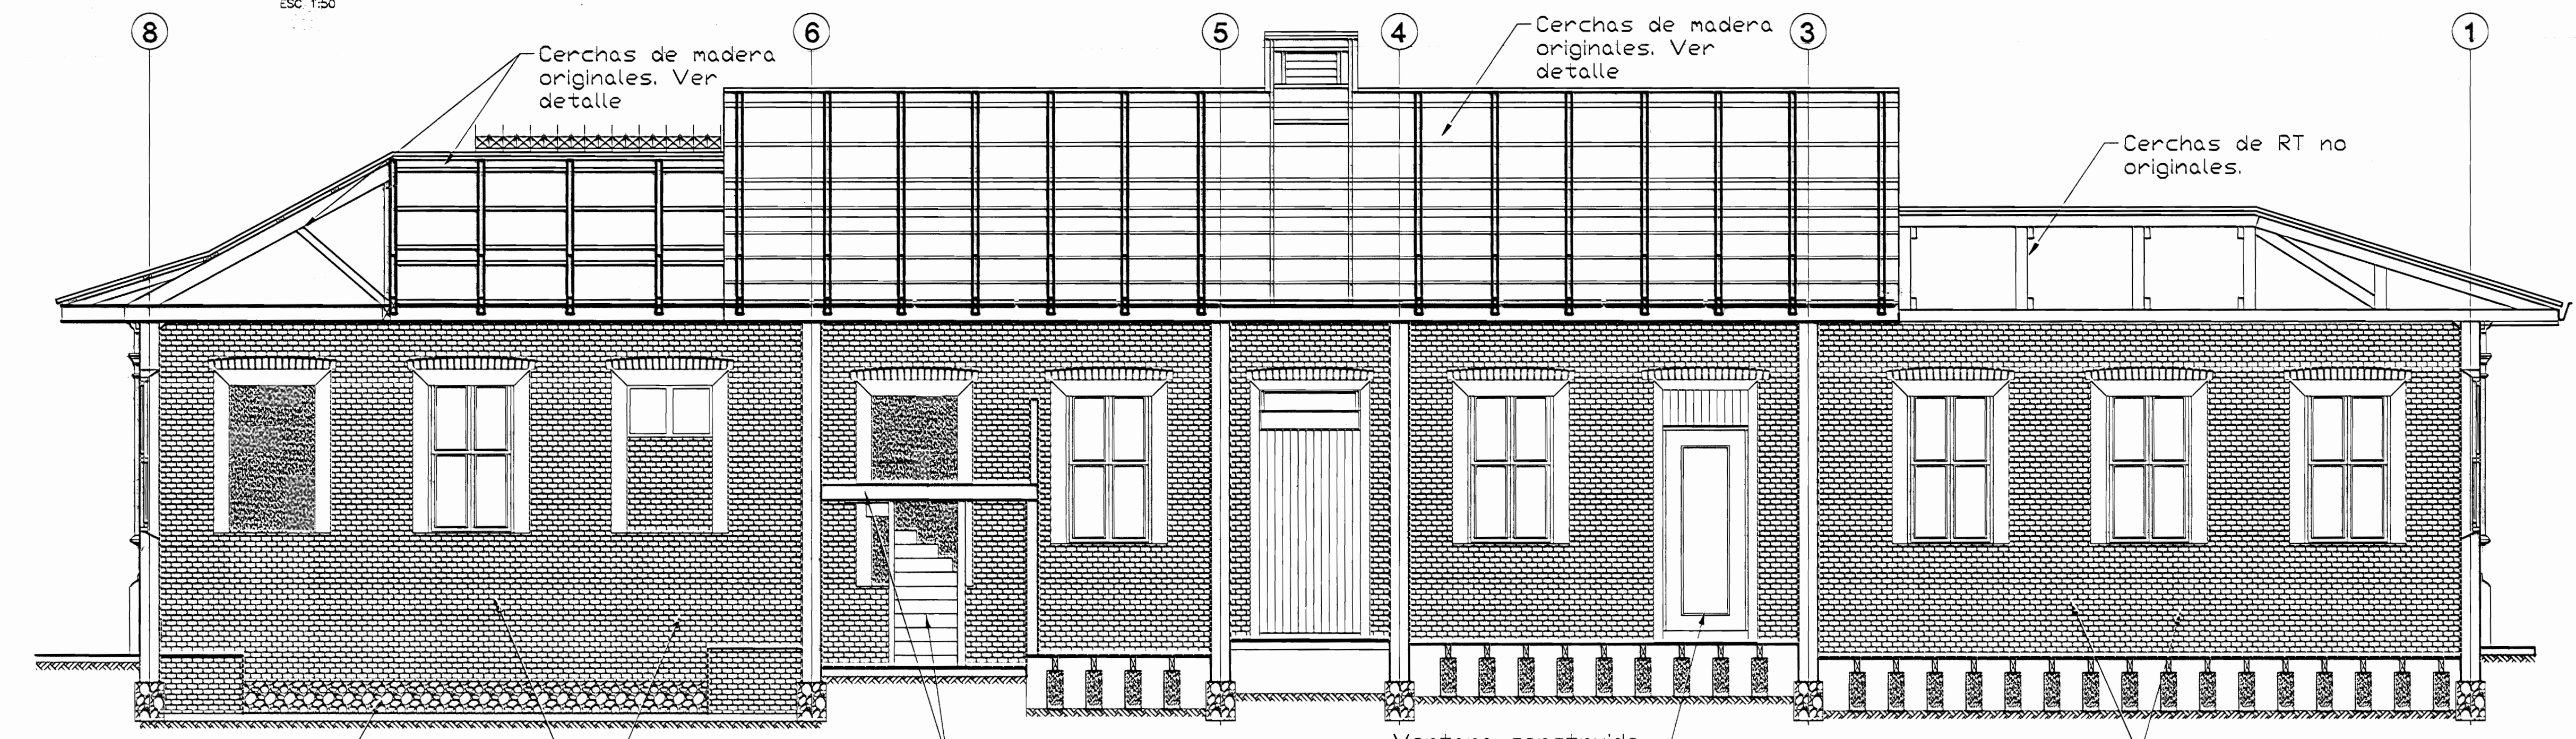 ESC. 1:50
8
6
5
4
3
1
Cerchas de madera
originales. Ver
detalle
Cerchas de madera
originales. Ver
detalle
Cerchas de RT no
originales.